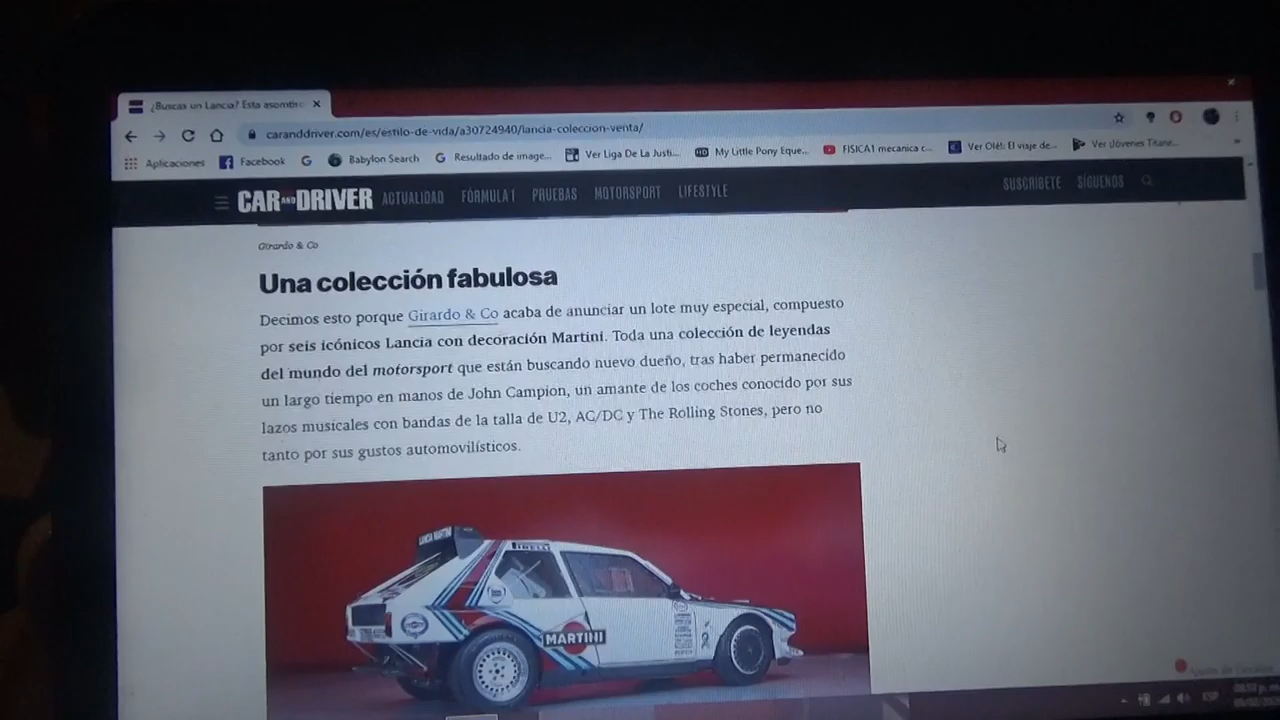 ¿Buscas un Lancia? Esta asombro
caranddriver.com/es/estilo-de-vida/a30724940/lancia-coleccion-venta/
Aplicaciones Facebook Babylon Search Resultado de image... Ver Liga De La Justi... My Little Pony Eque... FISICA1 mecanica c... Ver Olé!: El viaje de... Ver Jóvenes Titane...
CAR AND DRIVER ACTUALIDAD FÓRMULA 1 PRUEBAS MOTORSPORT LIFESTYLE SUSCRÍBETE SÍGUENOS
Girardo & Co
Una colección fabulosa
Decimos esto porque Girardo & Co acaba de anunciar un lote muy especial, compuesto
por seis icónicos Lancia con decoración Martini. Toda una colección de leyendas
del mundo del motorsport que están buscando nuevo dueño, tras haber permanecido
un largo tiempo en manos de John Campion, un amante de los coches conocido por sus
lazos musicales con bandas de la talla de U2, AC/DC y The Rolling Stones, pero no
tanto por sus gustos automovilísticos.
LANCIA MARTINI
PIRELLI
MARTINI
ESP